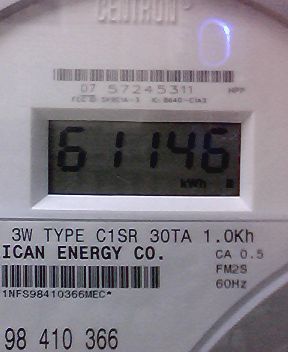 CENTRON
07 57245311 NPP
61146
kWh
3W TYPE C1SR 30TA 1.0Kh
ICAN ENERGY CO.
CA 0.5
FM2S
60Hz
1NFS98410366MEC*
98 410 366